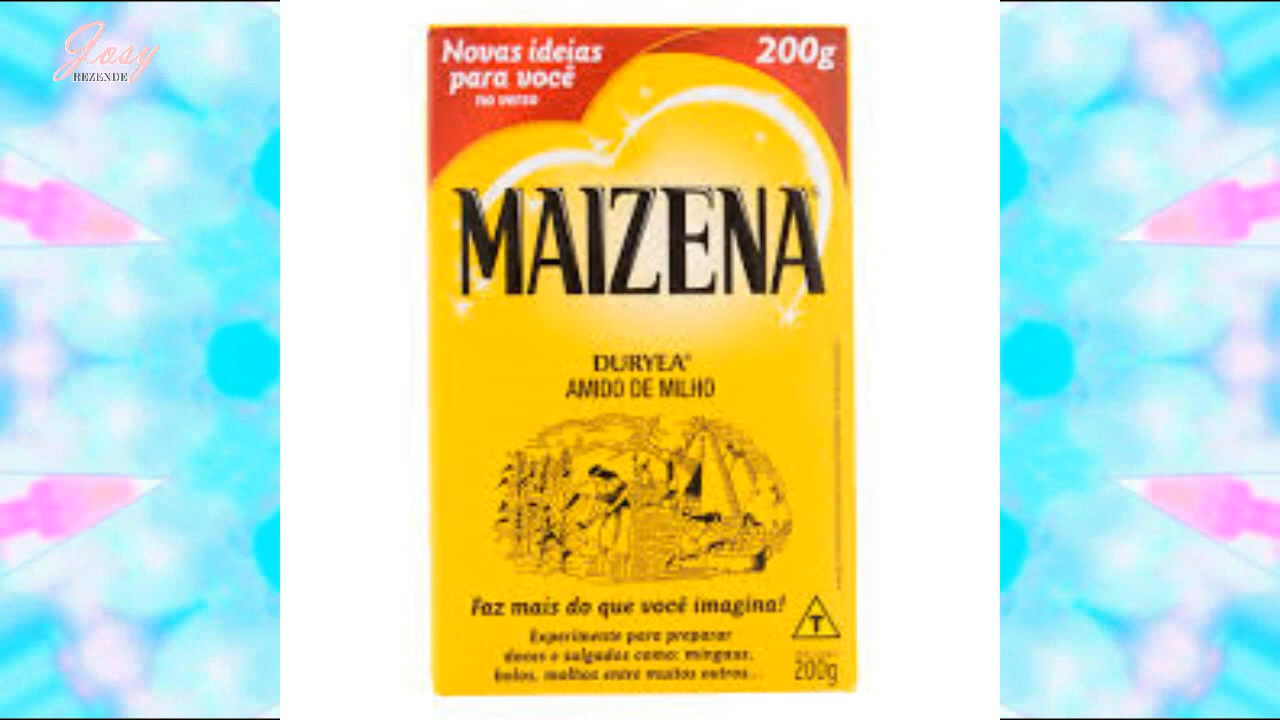 Josy
REZENDE
Novas ideias
para você
no verso
200g
MAIZENA®
DURYEA®
AMIDO DE MILHO
Faz mais do que você imagina!
Experimente para preparar
doces e salgados como: mingaus,
bolos, molhos entre muitos outros...
T
200g